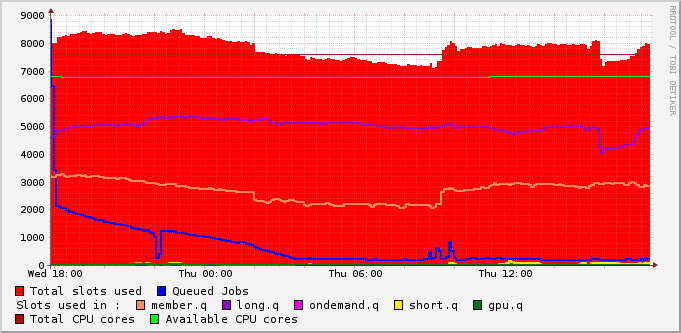 9000
8000
7000
6000
5000
4000
3000
2000
1000
0
Wed 18:00 Thu 00:00 Thu 06:00 Thu 12:00
Total slots used Queued Jobs
Slots used in : member.q long.q ondemand.q short.q gpu.q
Total CPU cores Available CPU cores
RRDTOOL / TOBI OETIKER